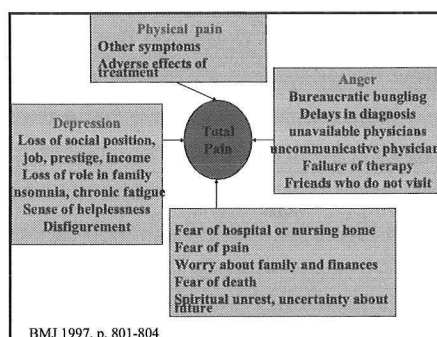 Physical pain
Other symptoms
Adverse effects of
treatment
Anger
Bureaucratic bungling
Delays in diagnosis
unavailable physicians
uncommunicative physician
Failure of therapy
Friends who do not visit
Depression
Loss of social position,
job, prestige, income
Loss of role in family
insomnia, chronic fatigue
Sense of helplessness
Disfigurement
Total
Pain
Fear of hospital or nursing home
Fear of pain
Worry about family and finances
Fear of death
Spiritual unrest, uncertainty about
future
BMJ 1997, p. 801-804